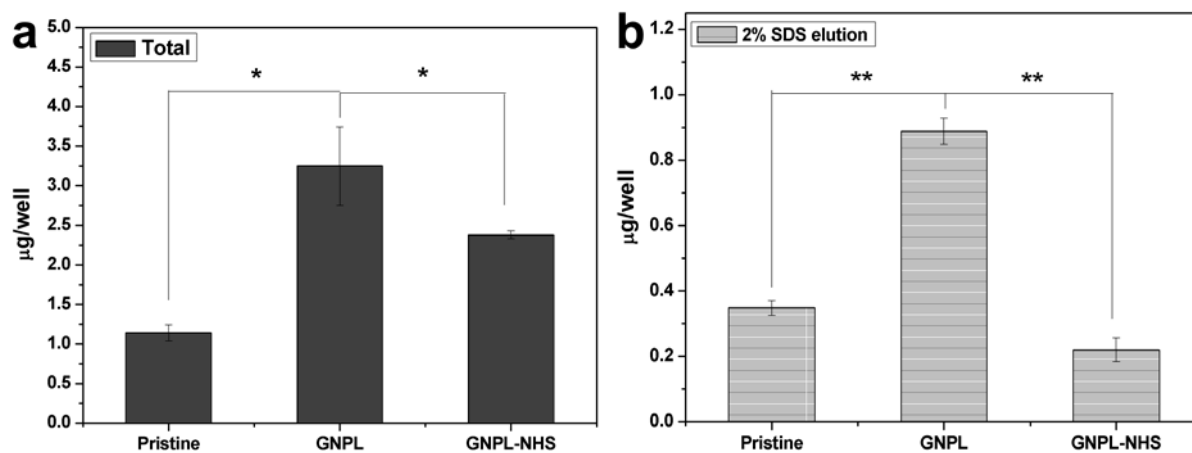 a
Total
5.0
4.5
4.0
3.5
3.0
2.5
2.0
1.5
1.0
0.5
0.0
μg/well
* *
Pristine GNPL GNPL-NHS
b
2% SDS elution
1.2
1.0
0.8
0.6
0.4
0.2
0.0
μg/well
** **
Pristine GNPL GNPL-NHS